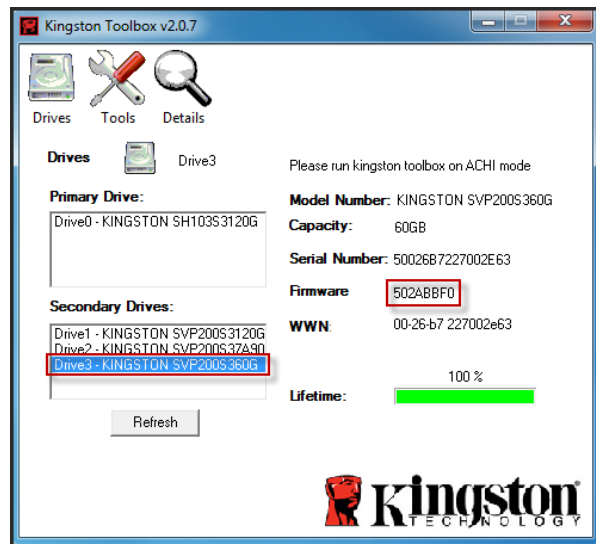 Kingston Toolbox v2.0.7
Drives Tools Details
Drives Drive3
Please run kingston toolbox on ACHI mode
Primary Drive:
Drive0 - KINGSTON SH103S3120G
Model Number: KINGSTON SVP200S360G
Capacity: 60GB
Serial Number: 50026B7227002E63
Firmware 502ABBF0
WWN: 00-26-b7 227002e63
Secondary Drives:
Drive1 - KINGSTON SVP200S3120G
Drive2 - KINGSTON SVP200S37A90
Drive3 - KINGSTON SVP200S360G
100 %
Lifetime:
Refresh
Kingston
TECHNOLOGY